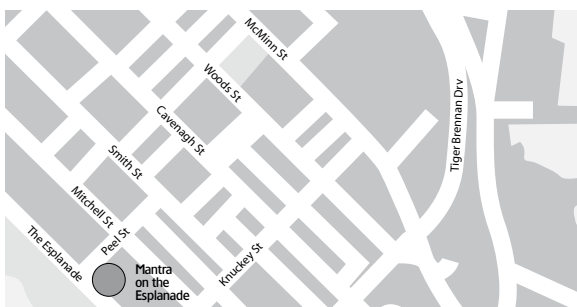 McMinn St
Woods St
Tiger Brennan Drv
Cavenagh St
Smith St
Mitchell St
Peel St
The Esplanade
Knuckey St
Mantra
on the
Esplanade